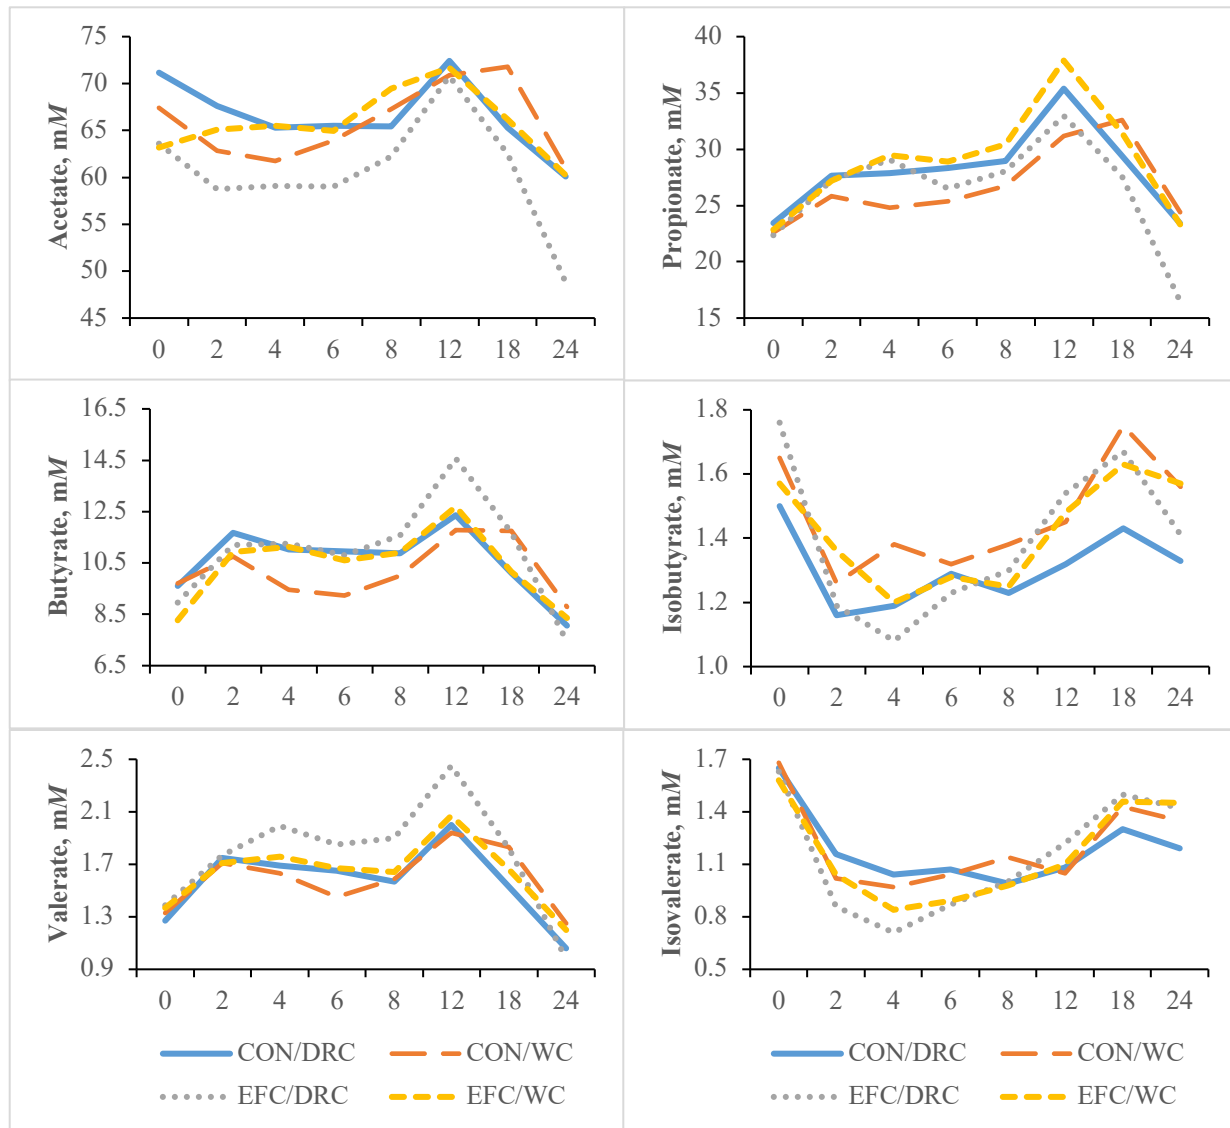 Acetate, mM
75
70
65
60
55
50
45
0 2 4 6 8 12 18 24
Propionate, mM
40
35
30
25
20
15
0 2 4 6 8 12 18 24
Butyrate, mM
16.5
14.5
12.5
10.5
8.5
6.5
0 2 4 6 8 12 18 24
Isobutyrate, mM
1.8
1.6
1.4
1.2
1.0
0 2 4 6 8 12 18 24
Valerate, mM
2.5
2.1
1.7
1.3
0.9
0 2 4 6 8 12 18 24
CON/DRC CON/WC
EFC/DRC EFC/WC
Isovalerate, mM
1.7
1.4
1.1
0.8
0.5
0 2 4 6 8 12 18 24
CON/DRC CON/WC
EFC/DRC EFC/WC